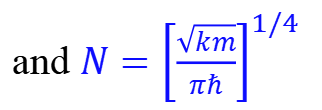 and N = [√km / πħ]^1/4